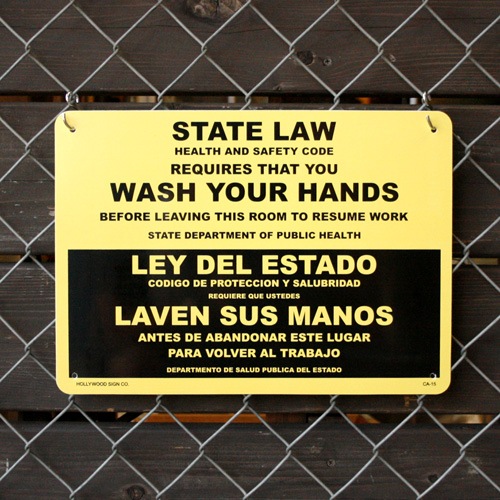 STATE LAW
HEALTH AND SAFETY CODE
REQUIRES THAT YOU
WASH YOUR HANDS
BEFORE LEAVING THIS ROOM TO RESUME WORK
STATE DEPARTMENT OF PUBLIC HEALTH
LEY DEL ESTADO
CODIGO DE PROTECCION Y SALUBRIDAD
REQUIERE QUE USTEDES
LAVEN SUS MANOS
ANTES DE ABANDONAR ESTE LUGAR
PARA VOLVER AL TRABAJO
DEPARTMENTO DE SALUD PUBLICA DEL ESTADO
HOLLYWOOD SIGN CO. CA-15